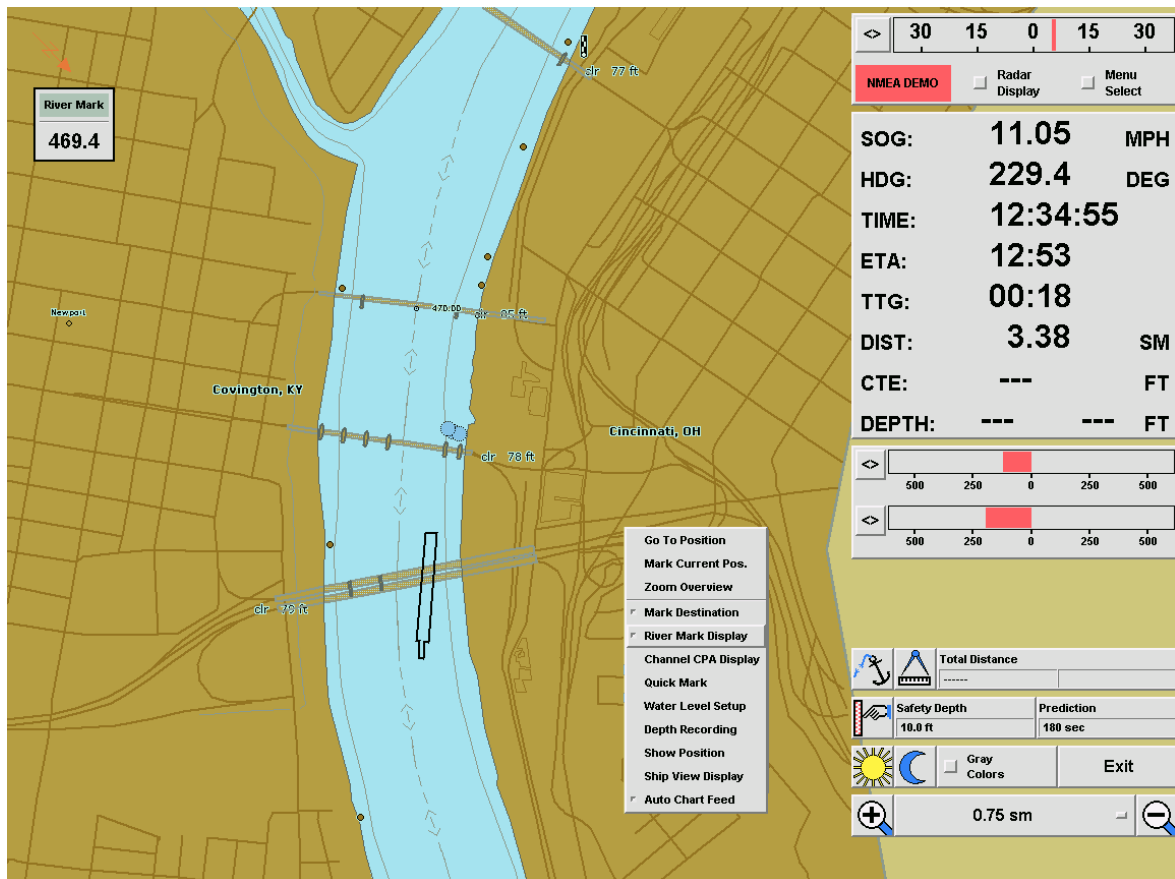 River Mark
469.4
clr 77 ft
470.00
clr 85 ft
Newport
Covington, KY
Cincinnati, OH
clr 78 ft
clr 79 ft
Go To Position
Mark Current Pos.
Zoom Overview
Mark Destination
River Mark Display
Channel CPA Display
Quick Mark
Water Level Setup
Depth Recording
Show Position
Ship View Display
Auto Chart Feed
<> 30 15 0 15 30
NMEA DEMO
Radar
Display
Menu
Select
SOG: 11.05 MPH
HDG: 229.4 DEG
TIME: 12:34:55
ETA: 12:53
TTG: 00:18
DIST: 3.38 SM
CTE: --- FT
DEPTH: --- --- FT
<>
500 250 0 250 500
<>
500 250 0 250 500
Total Distance
------
Safety Depth
10.0 ft
Prediction
180 sec
Gray
Colors
Exit
0.75 sm